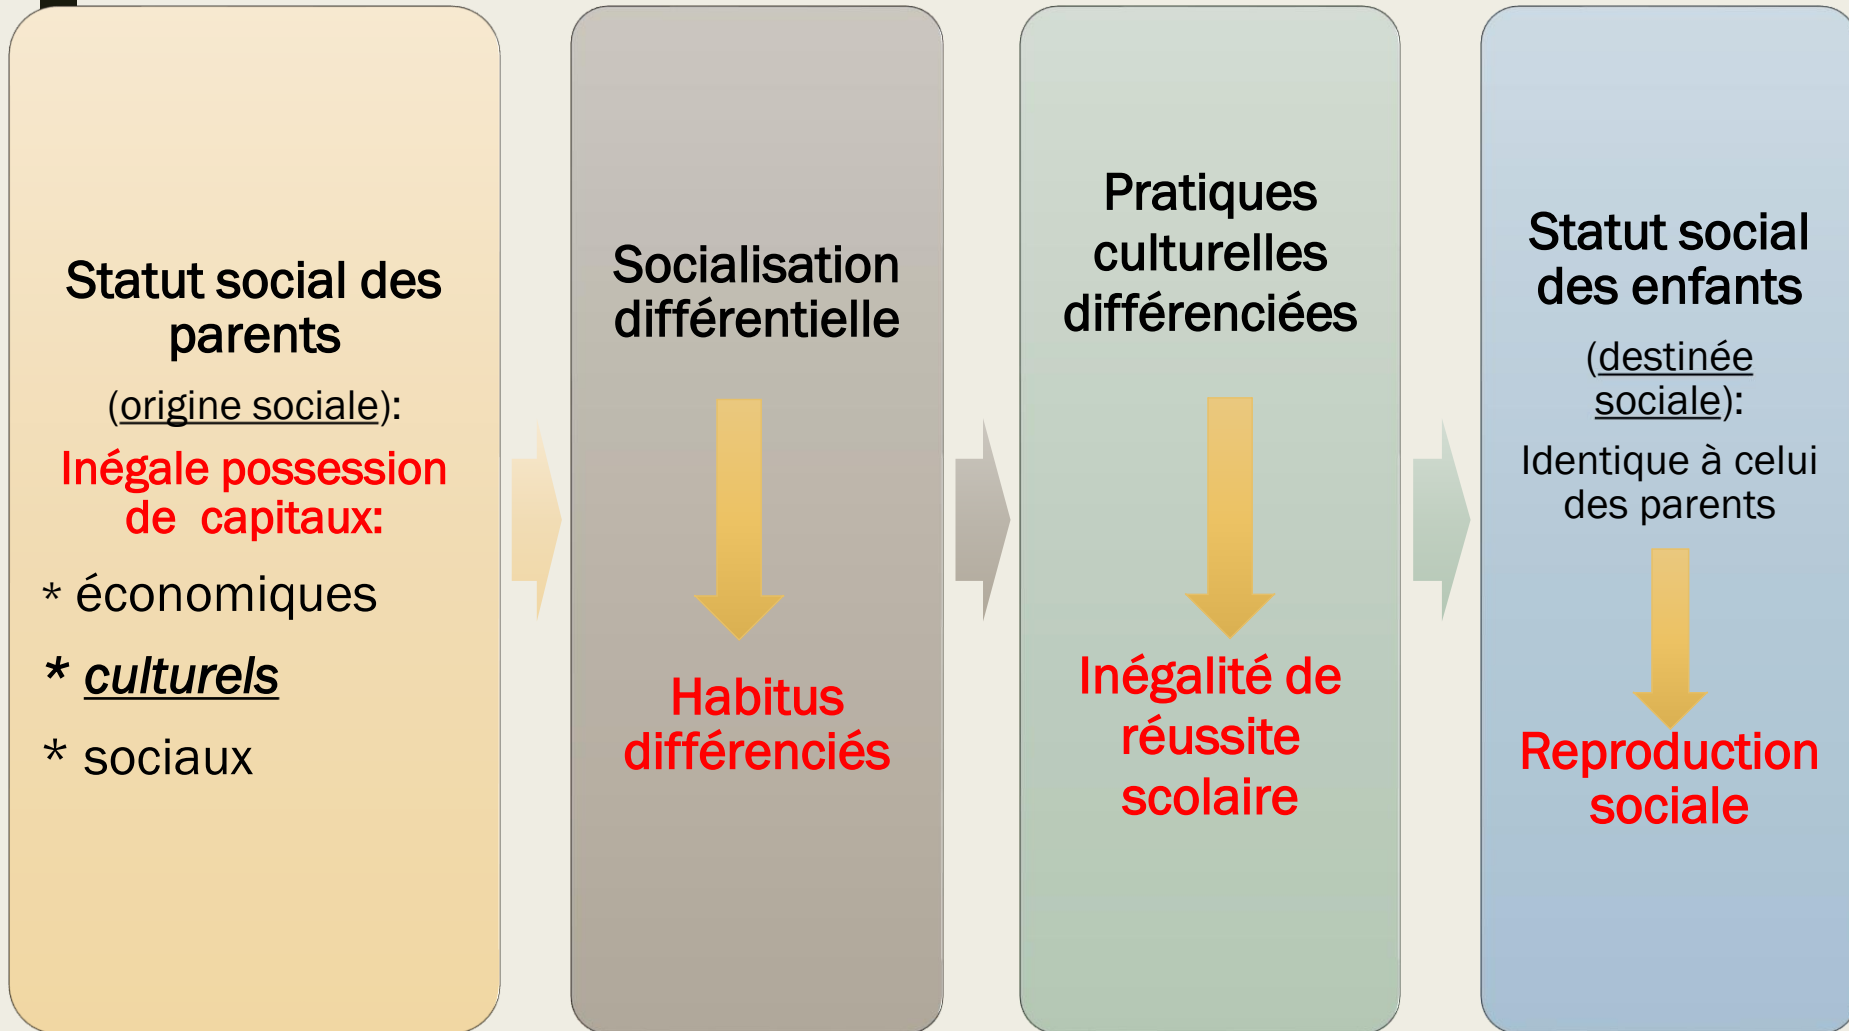 Statut social des
parents
(origine sociale):
Inégale possession
de capitaux:
* économiques
* culturels
* sociaux
Socialisation
différentielle
Habitus
différenciés
Pratiques
culturelles
différenciées
Inégalité de
réussite
scolaire
Statut social
des enfants
(destinée
sociale):
Identique à celui
des parents
Reproduction
sociale